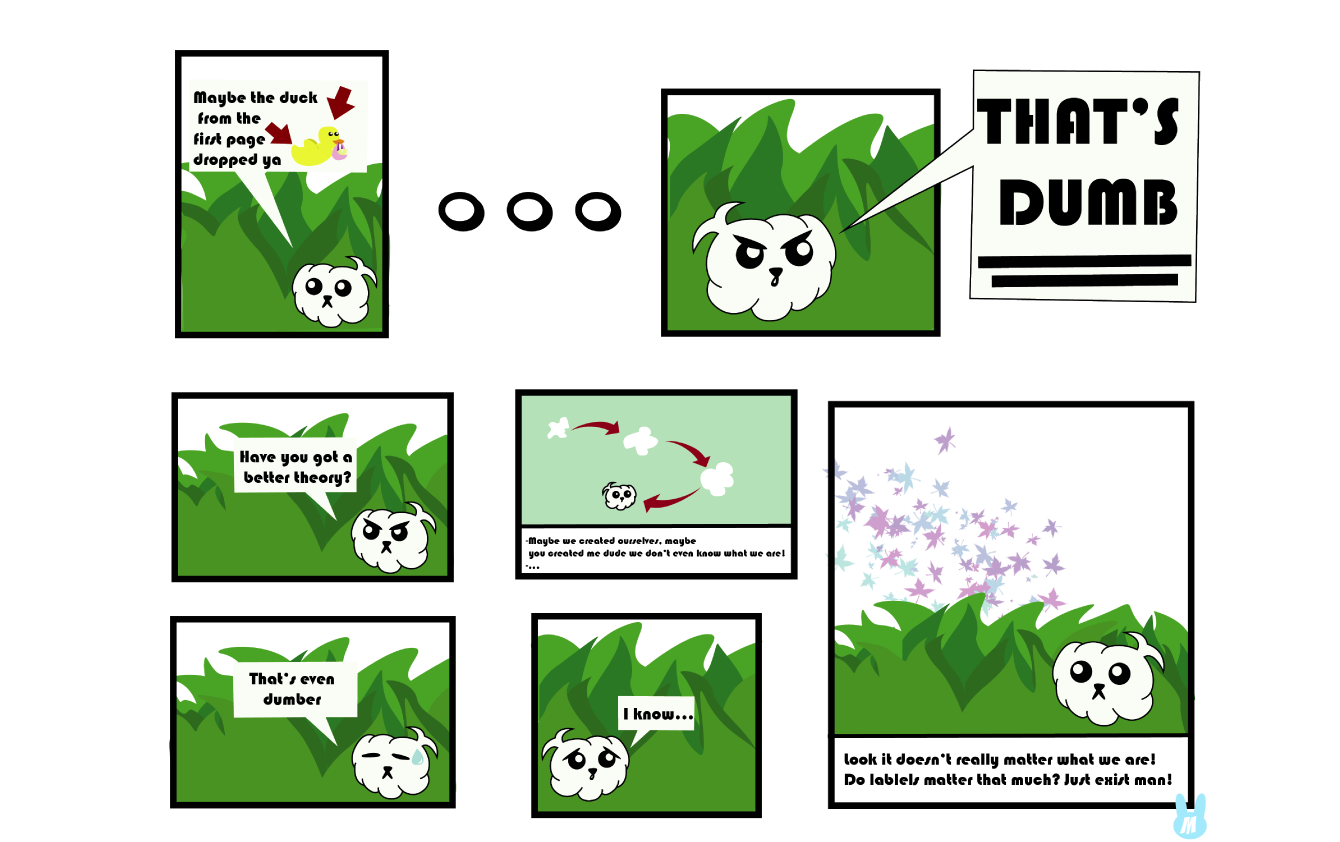 Maybe the duck
from the
first page
dropped ya
THAT'S
DUMB
Have you got a
better theory?
-Maybe we created ourselves, maybe
you created me dude we don't even know what we are!
-...
That's even
dumber
I know...
Look it doesn't really matter what we are!
Do lablels matter that much? Just exist man!
M